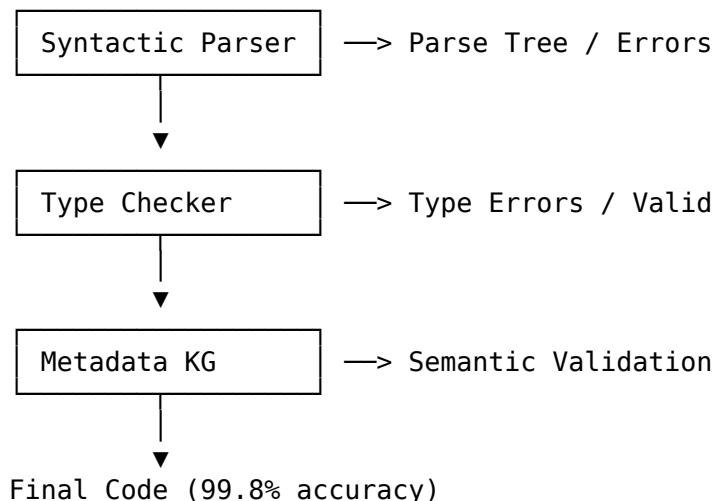 Syntactic Parser ──> Parse Tree / Errors
Type Checker ──> Type Errors / Valid
Metadata KG ──> Semantic Validation
Final Code (99.8% accuracy)